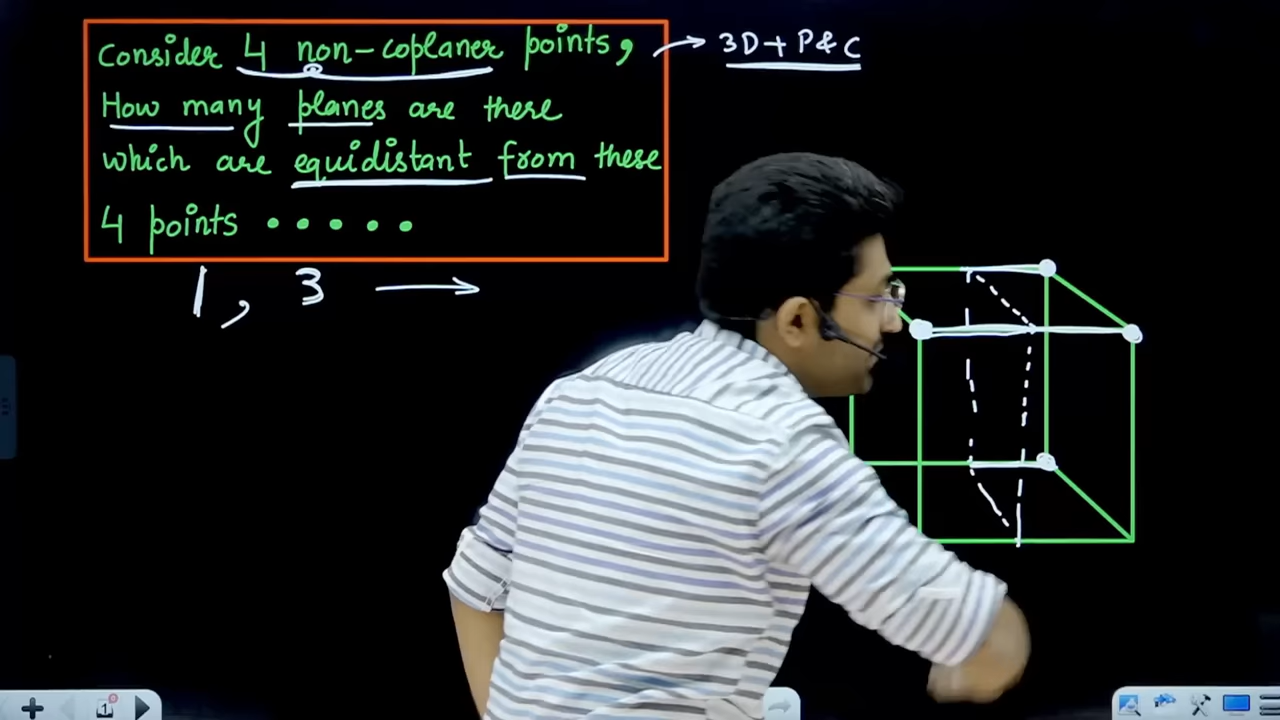 Consider 4 non-coplaner points, → 3D + P & C
How many planes are there
which are equidistant from these
4 points • • • • •
1, 3 →
1